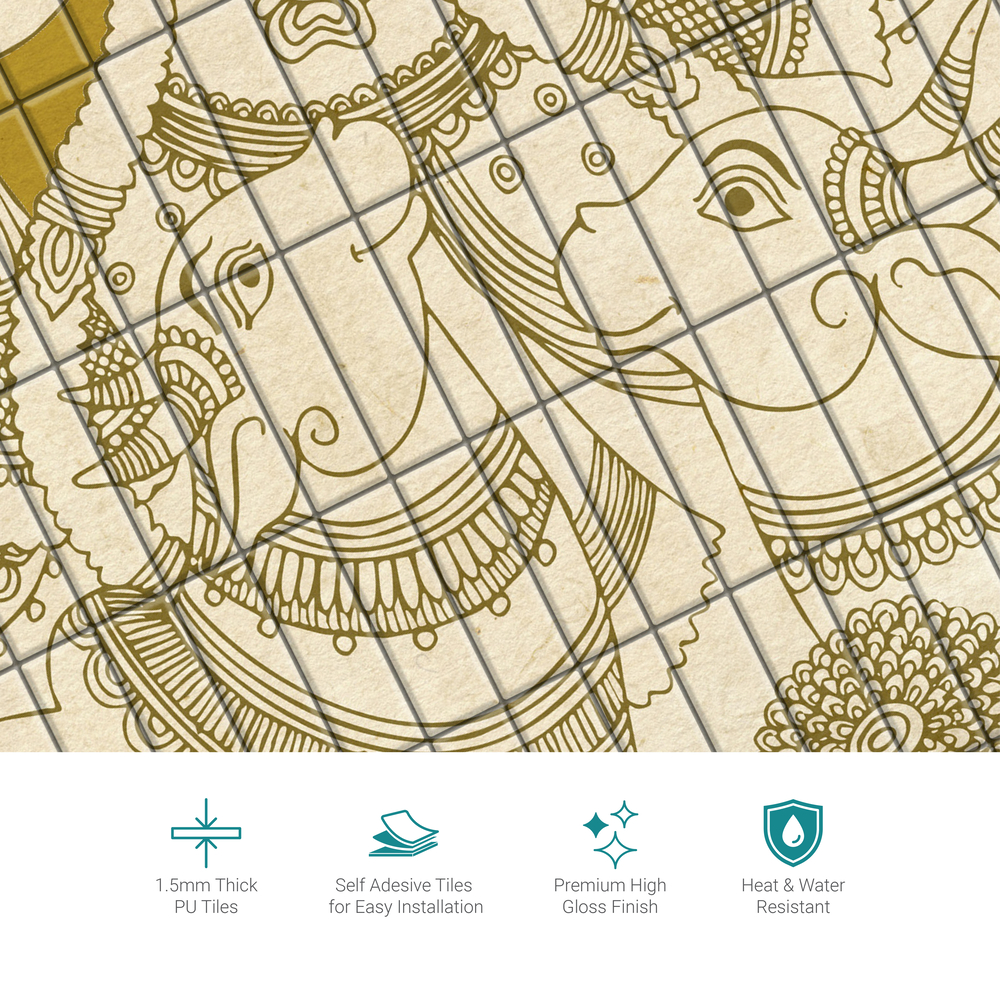 1.5mm Thick
PU Tiles
Self Adesive Tiles
for Easy Installation
Premium High
Gloss Finish
Heat & Water
Resistant